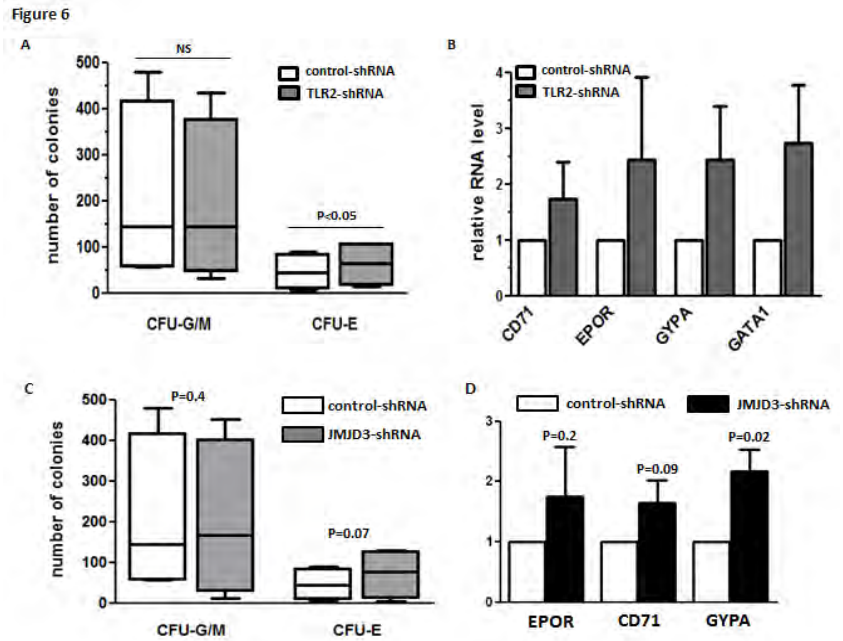 Figure 6
A
NS
500
400
300
200
100
0
number of colonies
control-shRNA
TLR2-shRNA
P<0.05
CFU-G/M CFU-E
B
4
3
2
1
0
relative RNA level
control-shRNA
TLR2-shRNA
CD71 EPOR GYPA GATA1
C
500
400
300
200
100
0
number of colonies
P=0.4
control-shRNA
JMJD3-shRNA
P=0.07
CFU-G/M CFU-E
D
control-shRNA JMJD3-shRNA
3
2
1
0
P=0.2
P=0.09
P=0.02
EPOR CD71 GYPA